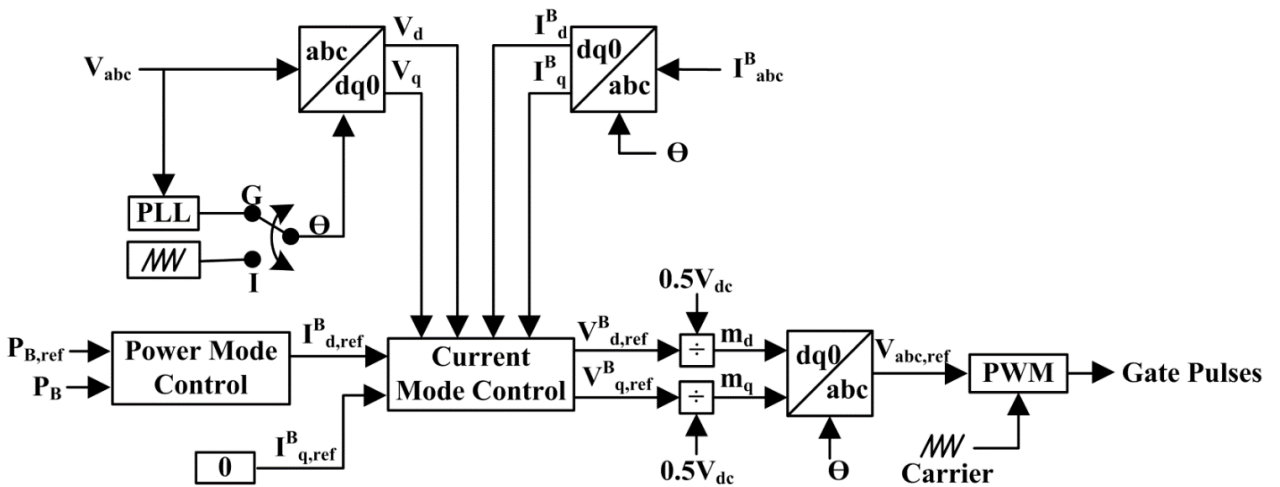 V_abc
abc
dq0
V_d
V_q
I^B_d
I^B_q
dq0
abc
I^B_abc
Ɵ
PLL
G
Ɵ
I
P_B,ref
P_B
Power Mode
Control
I^B_d,ref
0
I^B_q,ref
Current
Mode Control
V^B_d,ref
V^B_q,ref
0.5V_dc
÷
÷
0.5V_dc
m_d
m_q
dq0
abc
Ɵ
V_abc,ref
PWM
Gate Pulses
Carrier